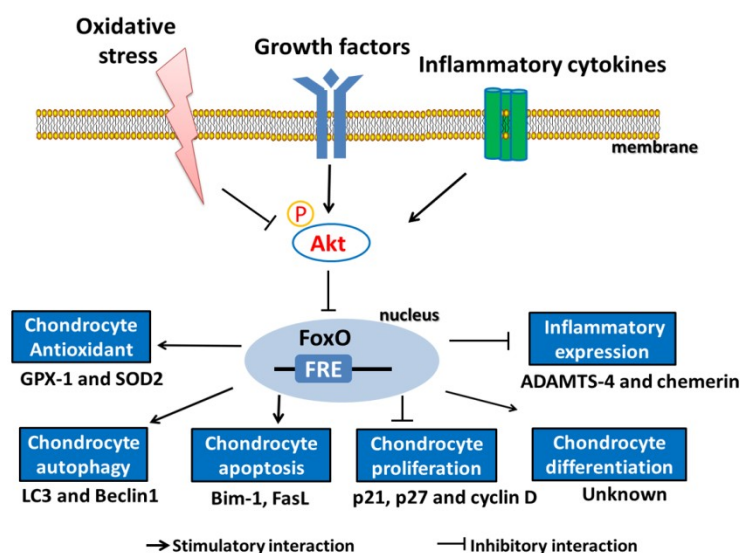 Oxidative
stress
Growth factors
Inflammatory cytokines
membrane
P
Akt
nucleus
FoxO
FRE
Chondrocyte
Antioxidant
GPX-1 and SOD2
Inflammatory
expression
ADAMTS-4 and chemerin
Chondrocyte
autophagy
LC3 and Beclin1
Chondrocyte
apoptosis
Bim-1, FasL
Chondrocyte
proliferation
p21, p27 and cyclin D
Chondrocyte
differentiation
Unknown
Stimulatory interaction
Inhibitory interaction